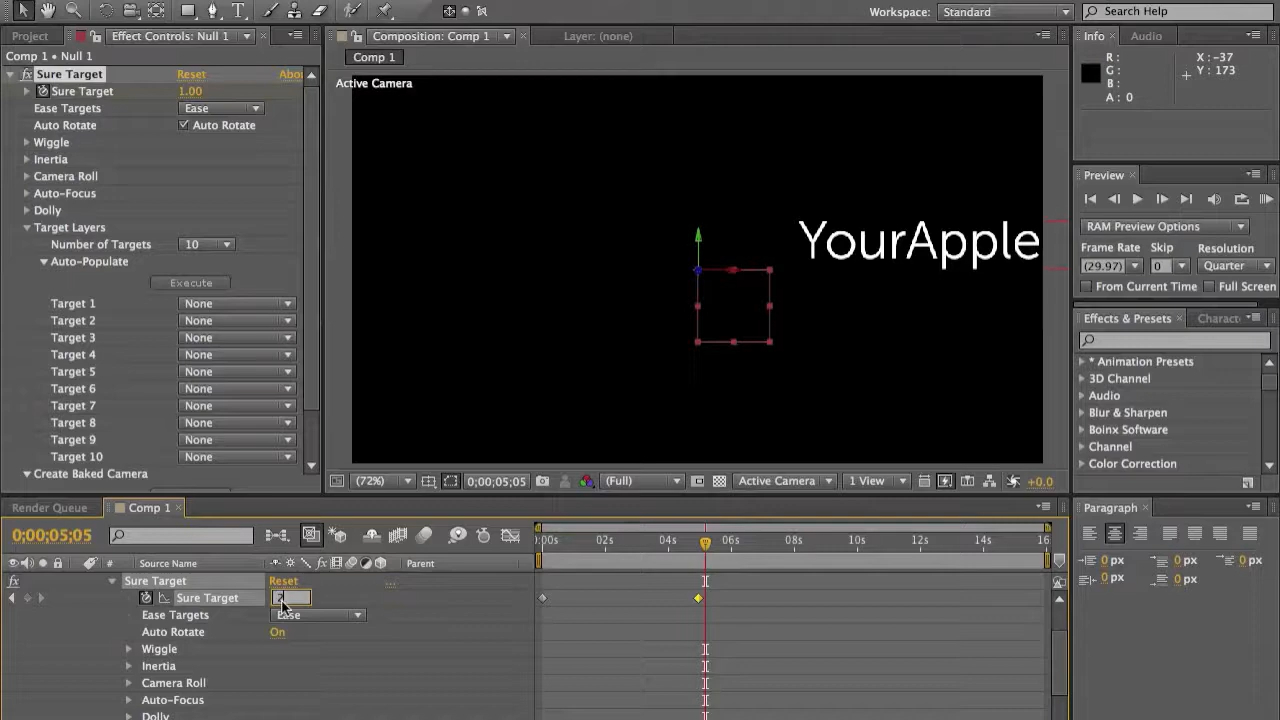 Workspace: Standard
Search Help
Project Effect Controls: Null 1
Composition: Comp 1 Layer: (none)
Info Audio
Comp 1 • Null 1
Comp 1
R :
G :
B :
A : 0
X : -37
Y : 173
Sure Target Reset Abou
Active Camera
Sure Target 1.00
Ease Targets Ease
Auto Rotate Auto Rotate
Wiggle
Inertia
Camera Roll
Auto-Focus
Dolly
Target Layers
Number of Targets 10
Auto-Populate
Execute
Target 1 None
Target 2 None
Target 3 None
Target 4 None
Target 5 None
Target 6 None
Target 7 None
Target 8 None
Target 9 None
Target 10 None
Create Baked Camera
YourApple
Preview
RAM Preview Options
Frame Rate Skip Resolution
(29.97) 0 Quarter
From Current Time Full Screen
Effects & Presets Charact
* Animation Presets
3D Channel
Audio
Blur & Sharpen
Boinx Software
Channel
Color Correction
(72%) 0;00;05;05 (Full) Active Camera 1 View +0.0
Render Queue Comp 1
Paragraph
0;00;05;05
0:00s 02s 04s 06s 08s 10s 12s 14s 16
# Source Name Parent
0 px 0 px 0 px
0 px 0 px
Sure Target Reset
...
Sure Target
Ease Targets Ease
Auto Rotate On
Wiggle
Inertia
Camera Roll
Auto-Focus
Dolly